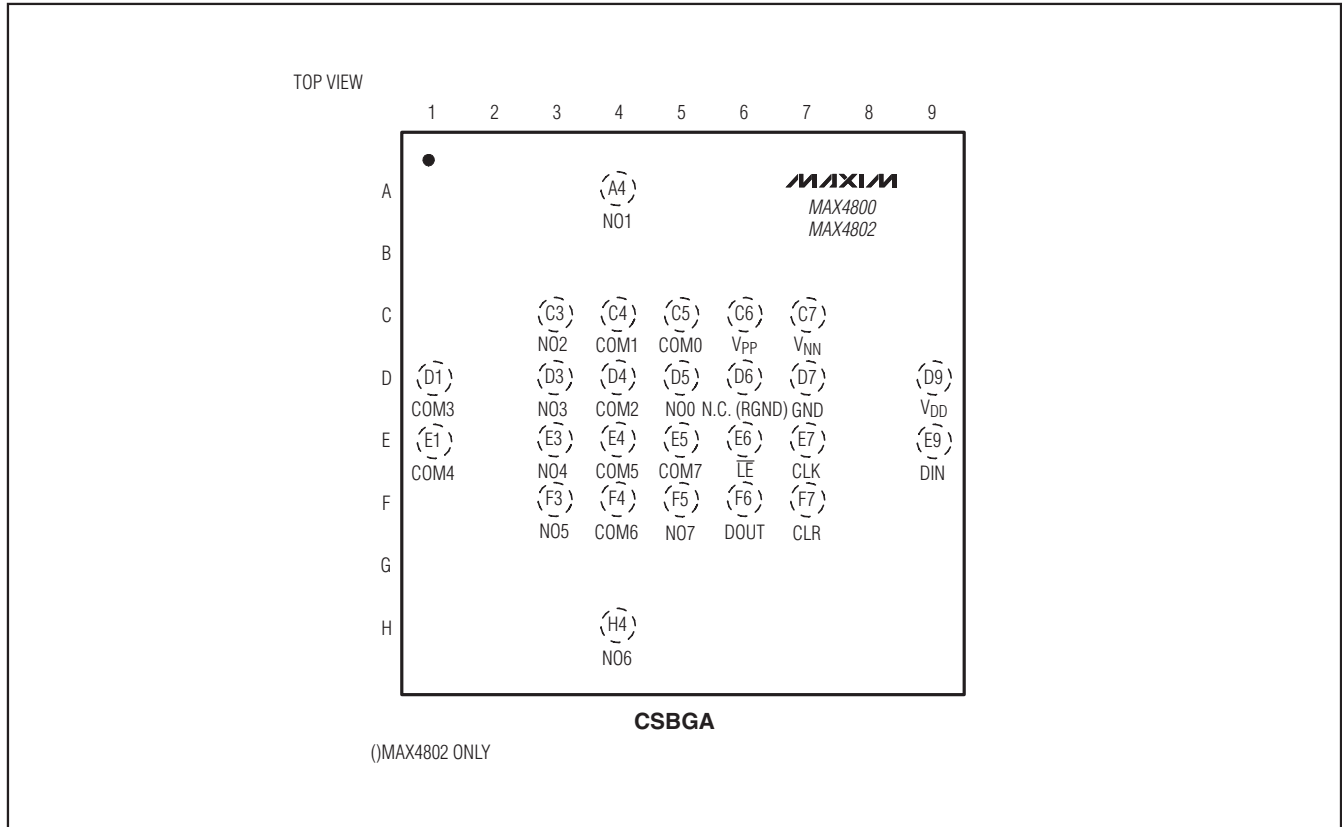 TOP VIEW
1 2 3 4 5 6 7 8 9
A
A4
NO1
MAXIM
MAX4800
MAX4802
B
C
C3 C4 C5 C6 C7
NO2 COM1 COM0 VPP VNN
D
D1 D3 D4 D5 D6 D7 D9
COM3 NO3 COM2 NO0 N.C. (RGND) GND VDD
E
E1 E3 E4 E5 E6 E7 E9
COM4 NO4 COM5 COM7 L̅E̅ CLK DIN
F
F3 F4 F5 F6 F7
NO5 COM6 NO7 DOUT CLR
G
H
H4
NO6
CSBGA
()MAX4802 ONLY